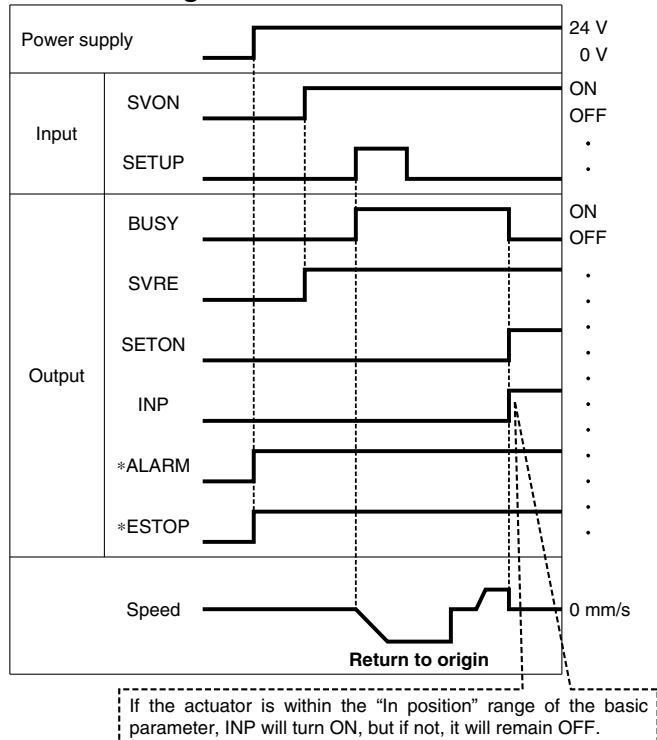 Power supply
24 V
0 V
Input
SVON
ON
OFF
SETUP
Output
BUSY
ON
OFF
SVRE
SETON
INP
*ALARM
*ESTOP
Speed
0 mm/s
Return to origin
If the actuator is within the “In position” range of the basic
parameter, INP will turn ON, but if not, it will remain OFF.